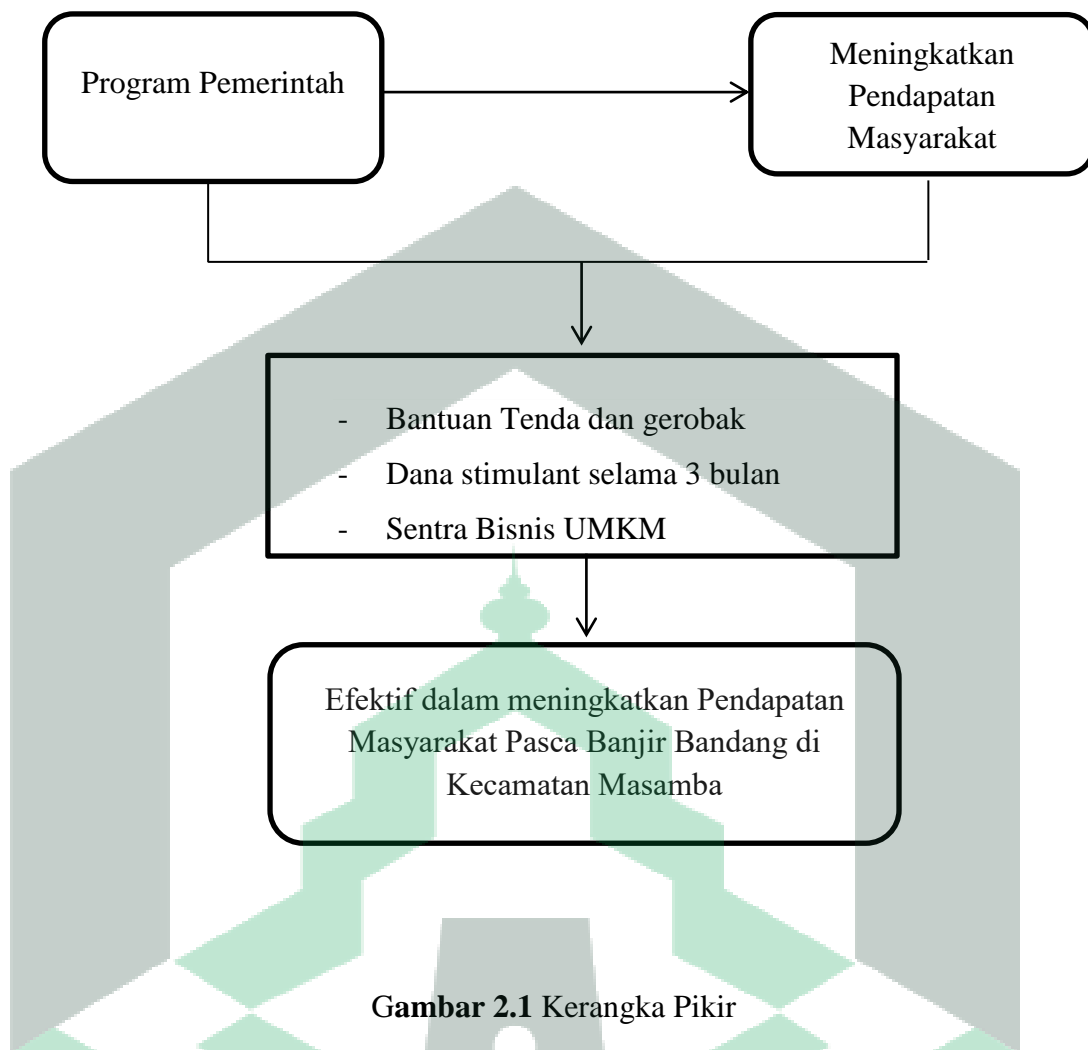 Program Pemerintah
Meningkatkan
Pendapatan
Masyarakat
- Bantuan Tenda dan gerobak
- Dana stimulant selama 3 bulan
- Sentra Bisnis UMKM
Efektif dalam meningkatkan Pendapatan
Masyarakat Pasca Banjir Bandang di
Kecamatan Masamba
Gambar 2.1 Kerangka Pikir